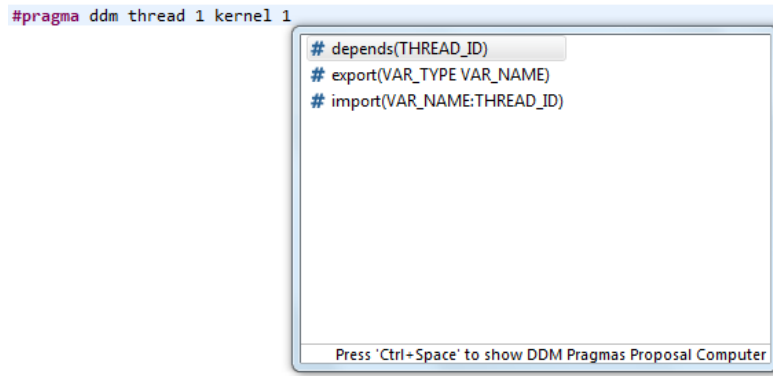 #pragma ddm thread 1 kernel 1
# depends(THREAD_ID)
# export(VAR_TYPE VAR_NAME)
# import(VAR_NAME:THREAD_ID)
Press 'Ctrl+Space' to show DDM Pragmas Proposal Computer